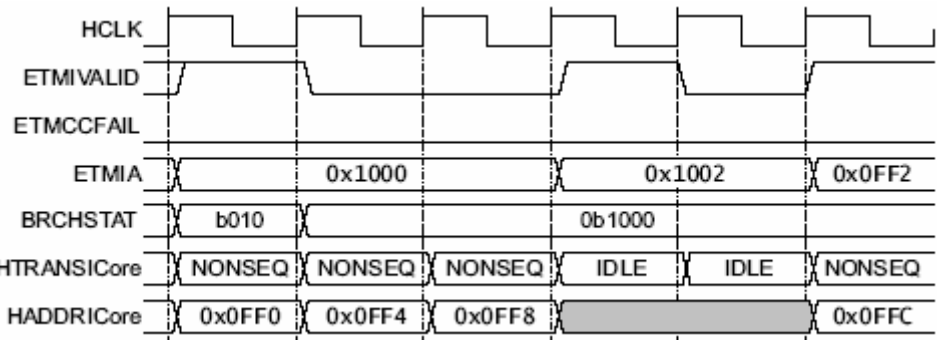 HCLK
ETMIVALID
ETMCCFAIL
ETMIA 0x1000 0x1002 0x0FF2
BRCHSTAT b010 0b1000
HTRANSICore NONSEQ NONSEQ NONSEQ IDLE IDLE NONSEQ
HADDRICore 0x0FF0 0x0FF4 0x0FF8 0x0FFC